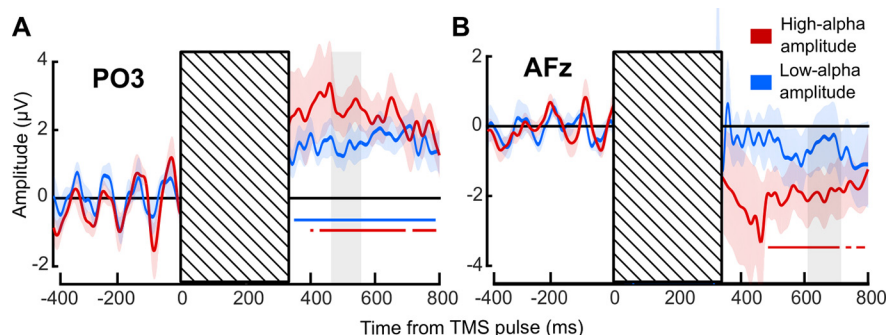 A
B
High-alpha
amplitude
Low-alpha
amplitude
PO3
AFz
Amplitude (µV)
4
2
0
-2
2
0
-2
-4
-400 -200 0 200 400 600 800
-400 -200 0 200 400 600 800
Time from TMS pulse (ms)